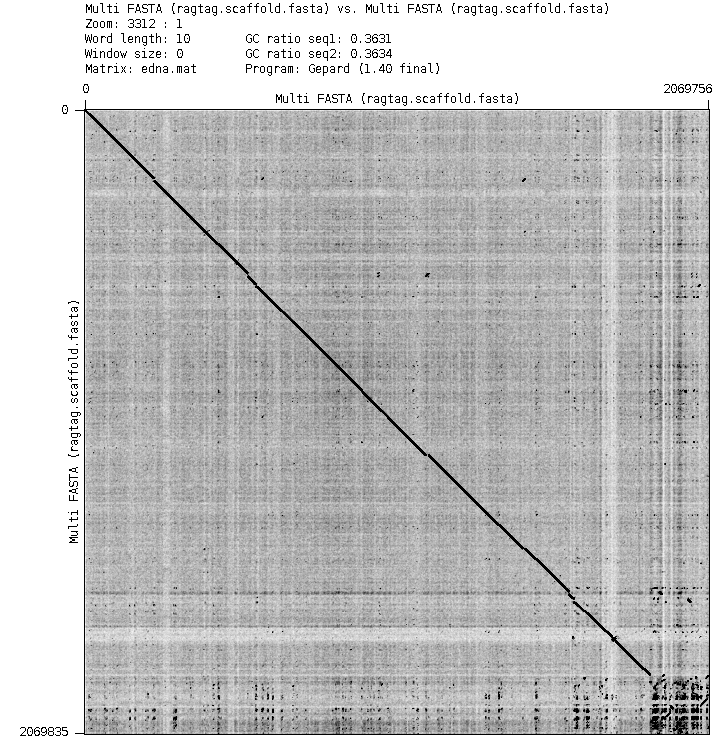 Multi FASTA (ragtag.scaffold.fasta) vs. Multi FASTA (ragtag.scaffold.fasta)
Zoom: 3312 : 1
Word length: 10 GC ratio seq1: 0.3631
Window size: 0 GC ratio seq2: 0.3634
Matrix: edna.mat Program: Gepard (1.40 final)
0 2069756
Multi FASTA (ragtag.scaffold.fasta)
0
Multi FASTA (ragtag.scaffold.fasta)
2069835